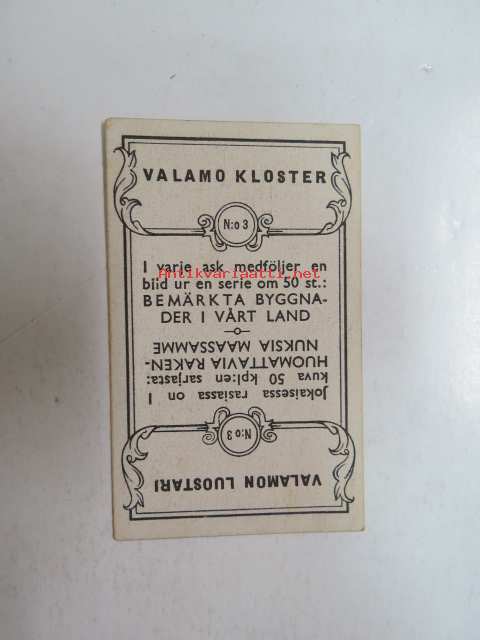 VALAMO KLOSTER
N:o 3
I varje ask medföljer en
bild ur en serie om 50 st.:
BEMÄRKTA BYGGNA-
DER I VÅRT LAND
VALAMON LUOSTARI
N:o 3
Jokaisessa rasiassa on 1
kuva 50 kpl:en sarjasta:
HUOMATTAVIA RAKEN-
NUKSIA MAASSAMME
Antikvariaatti.net